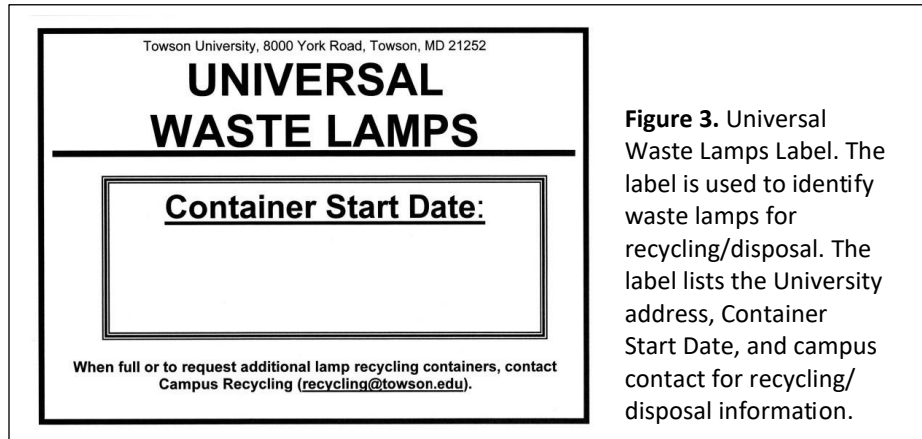 Towson University, 8000 York Road, Towson, MD 21252
UNIVERSAL
WASTE LAMPS
Container Start Date:
When full or to request additional lamp recycling containers, contact
Campus Recycling (recycling@towson.edu).
Figure 3. Universal
Waste Lamps Label. The
label is used to identify
waste lamps for
recycling/disposal. The
label lists the University
address, Container
Start Date, and campus
contact for recycling/
disposal information.